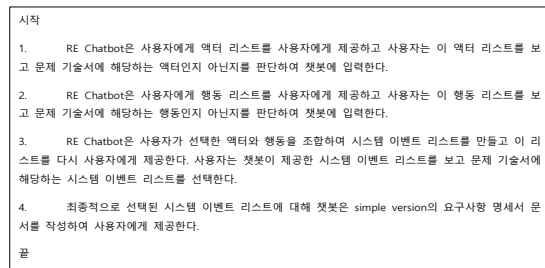 시작
1. RE Chatbot은 사용자에게 액터 리스트를 사용자에게 제공하고 사용자는 이 액터 리스트를 보
고 문제 기술서에 해당하는 액터인지 아닌지를 판단하여 챗봇에 입력한다.
2. RE Chatbot은 사용자에게 행동 리스트를 사용자에게 제공하고 사용자는 이 행동 리스트를 보
고 문제 기술서에 해당하는 행동인지 아닌지를 판단하여 챗봇에 입력한다.
3. RE Chatbot은 사용자가 선택한 액터와 행동을 조합하여 시스템 이벤트 리스트를 만들고 이 리
스트를 다시 사용자에게 제공한다. 사용자는 챗봇이 제공한 시스템 이벤트 리스트를 보고 문제 기술서에
해당하는 시스템 이벤트 리스트를 선택한다.
4. 최종적으로 선택된 시스템 이벤트 리스트에 대해 챗봇은 simple version의 요구사항 명세서 문
서를 작성하여 사용자에게 제공한다.
끝